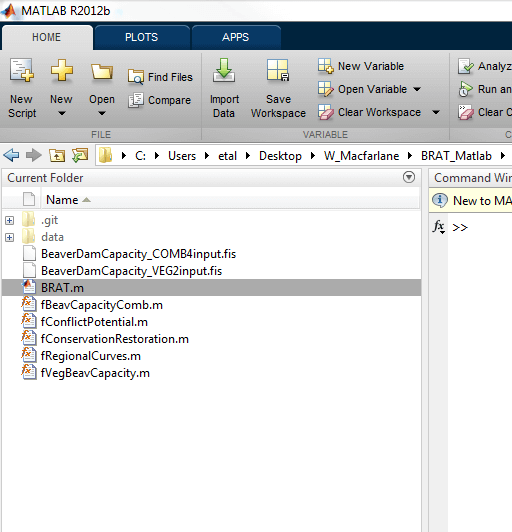 MATLAB R2012b
HOME PLOTS APPS
New Script
New
Open
Find Files
Compare
Import Data
Save Workspace
New Variable
Open Variable
Clear Workspace
Analyz
Run an
Clear C
FILE VARIABLE C
C: Users etal Desktop W_Macfarlane BRAT_Matlab
Current Folder
Command Win
Name
New to MA
.git
fx >>
data
BeaverDamCapacity_COMB4input.fis
BeaverDamCapacity_VEG2input.fis
BRAT.m
fBeavCapacityComb.m
fConflictPotential.m
fConservationRestoration.m
fRegionalCurves.m
fVegBeavCapacity.m